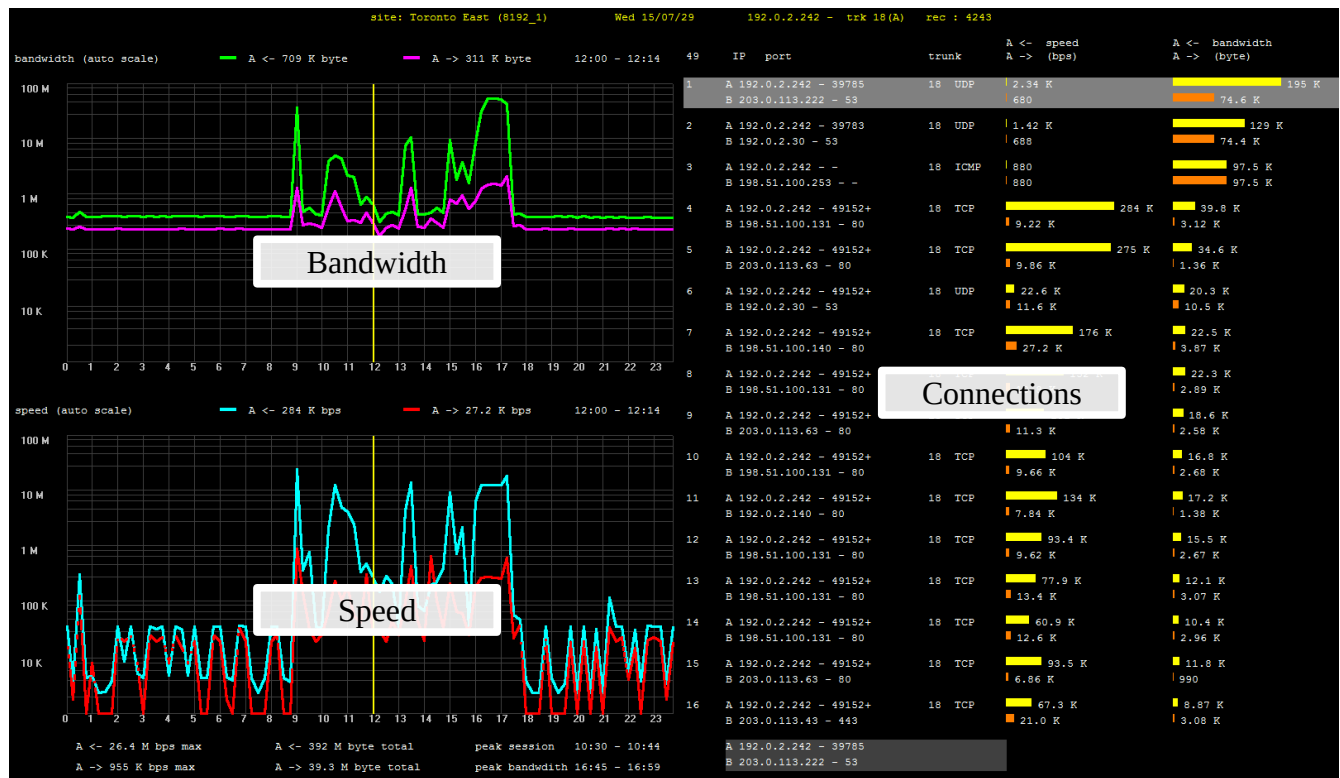 site: Toronto East (8192_1) Wed 15/07/29 192.0.2.242 - trk 18(A) rec : 4243
bandwidth (auto scale) A <- 709 K byte A -> 311 K byte 12:00 - 12:14
100 M
10 M
1 M
100 K
10 K
Bandwidth
0 1 2 3 4 5 6 7 8 9 10 11 12 13 14 15 16 17 18 19 20 21 22 23
speed (auto scale) A <- 284 K bps A -> 27.2 K bps 12:00 - 12:14
100 M
10 M
1 M
100 K
10 K
Speed
0 1 2 3 4 5 6 7 8 9 10 11 12 13 14 15 16 17 18 19 20 21 22 23
A <- 26.4 M bps max A <- 392 M byte total peak session 10:30 - 10:44
A -> 955 K bps max A -> 39.3 M byte total peak bandwdith 16:45 - 16:59
A <- speed A <- bandwidth
49 IP port trunk A -> (bps) A -> (byte)
1 A 192.0.2.242 - 39785 18 UDP 2.34 K 195 K
B 203.0.113.222 - 53 680 74.6 K
2 A 192.0.2.242 - 39783 18 UDP 1.42 K 129 K
B 192.0.2.30 - 53 688 74.4 K
3 A 192.0.2.242 - - 18 ICMP 880 97.5 K
B 198.51.100.253 - - 880 97.5 K
4 A 192.0.2.242 - 49152+ 18 TCP 284 K 39.8 K
B 198.51.100.131 - 80 9.22 K 3.12 K
5 A 192.0.2.242 - 49152+ 18 TCP 275 K 34.6 K
B 203.0.113.63 - 80 9.86 K 1.36 K
6 A 192.0.2.242 - 49152+ 18 UDP 22.6 K 20.3 K
B 192.0.2.30 - 53 11.6 K 10.5 K
7 A 192.0.2.242 - 49152+ 18 TCP 176 K 22.5 K
B 198.51.100.140 - 80 27.2 K 3.87 K
8 A 192.0.2.242 - 49152+ 22.3 K
B 198.51.100.131 - 80 2.89 K
Connections
9 A 192.0.2.242 - 49152+ 18.6 K
B 203.0.113.63 - 80 11.3 K 2.58 K
10 A 192.0.2.242 - 49152+ 18 TCP 104 K 16.8 K
B 198.51.100.131 - 80 9.66 K 2.68 K
11 A 192.0.2.242 - 49152+ 18 TCP 134 K 17.2 K
B 192.0.2.140 - 80 7.84 K 1.38 K
12 A 192.0.2.242 - 49152+ 18 TCP 93.4 K 15.5 K
B 198.51.100.131 - 80 9.62 K 2.67 K
13 A 192.0.2.242 - 49152+ 18 TCP 77.9 K 12.1 K
B 198.51.100.131 - 80 13.4 K 3.07 K
14 A 192.0.2.242 - 49152+ 18 TCP 60.9 K 10.4 K
B 198.51.100.131 - 80 12.6 K 2.96 K
15 A 192.0.2.242 - 49152+ 18 TCP 93.5 K 11.8 K
B 203.0.113.63 - 80 6.86 K 990
16 A 192.0.2.242 - 49152+ 18 TCP 67.3 K 8.87 K
B 203.0.113.43 - 443 21.0 K 3.08 K
A 192.0.2.242 - 39785
B 203.0.113.222 - 53